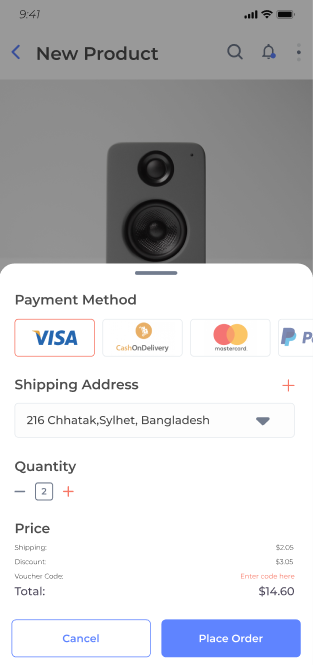 9:41
New Product
Payment Method
VISA
CashOnDelivery
mastercard
Shipping Address
216 Chhatak,Sylhet, Bangladesh
Quantity
2
Price
Shipping: $2.05
Discount: $3.05
Voucher Code: Enter code here
Total: $14.60
Cancel Place Order